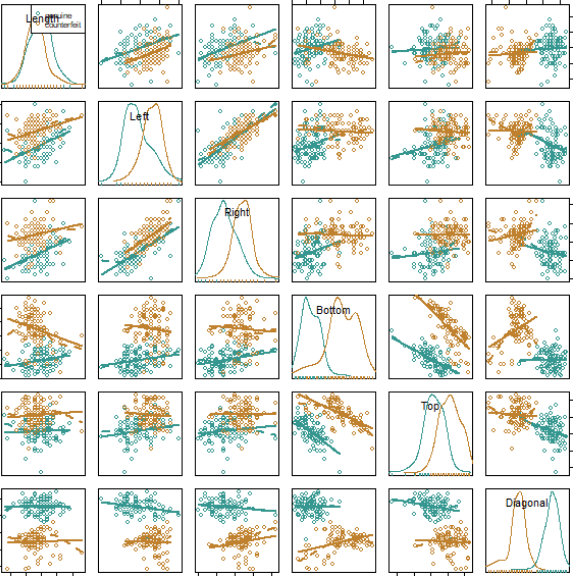 Length
genuine
counterfeit
Left
Right
Bottom
Top
Diagonal